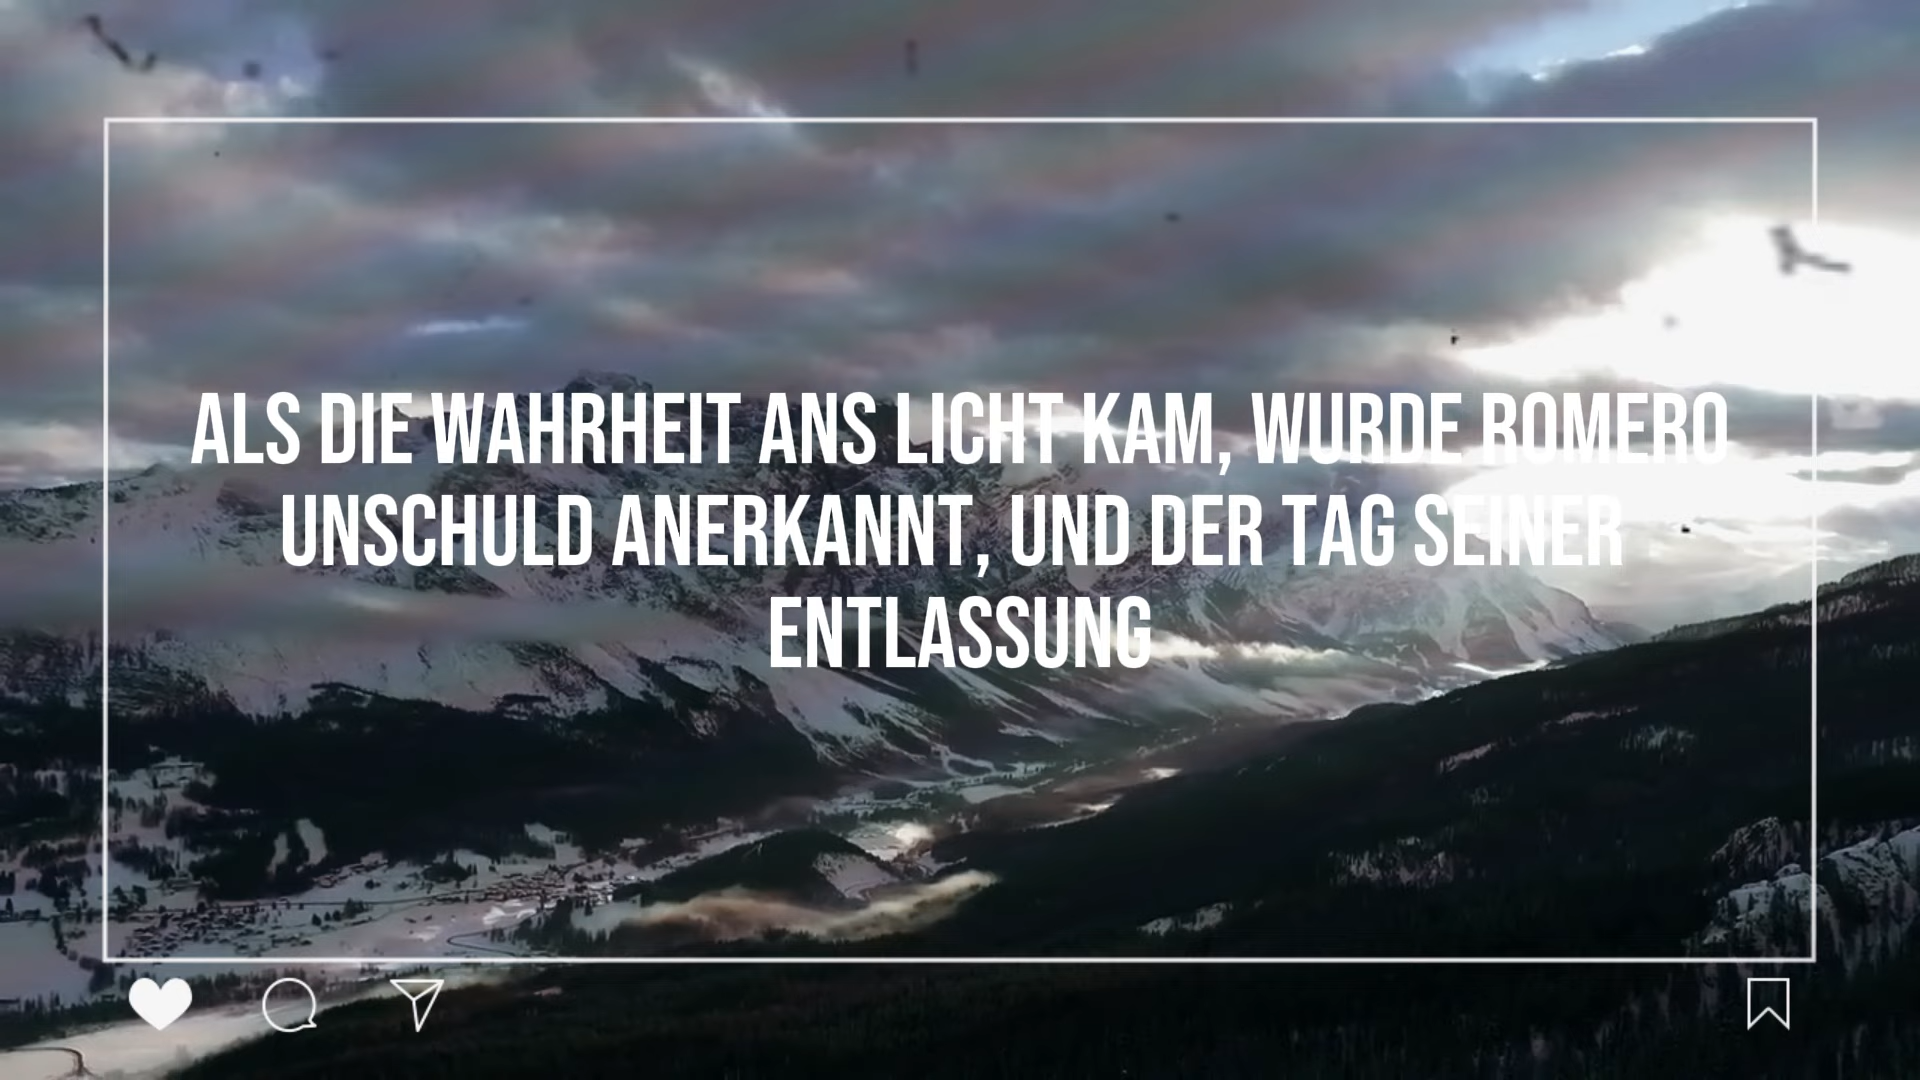 ALS DIE WAHRHEIT ANS LICHT KAM, WURDE ROMERO
UNSCHULD ANERKANNT, UND DER TAG SEINER
ENTLASSUNG